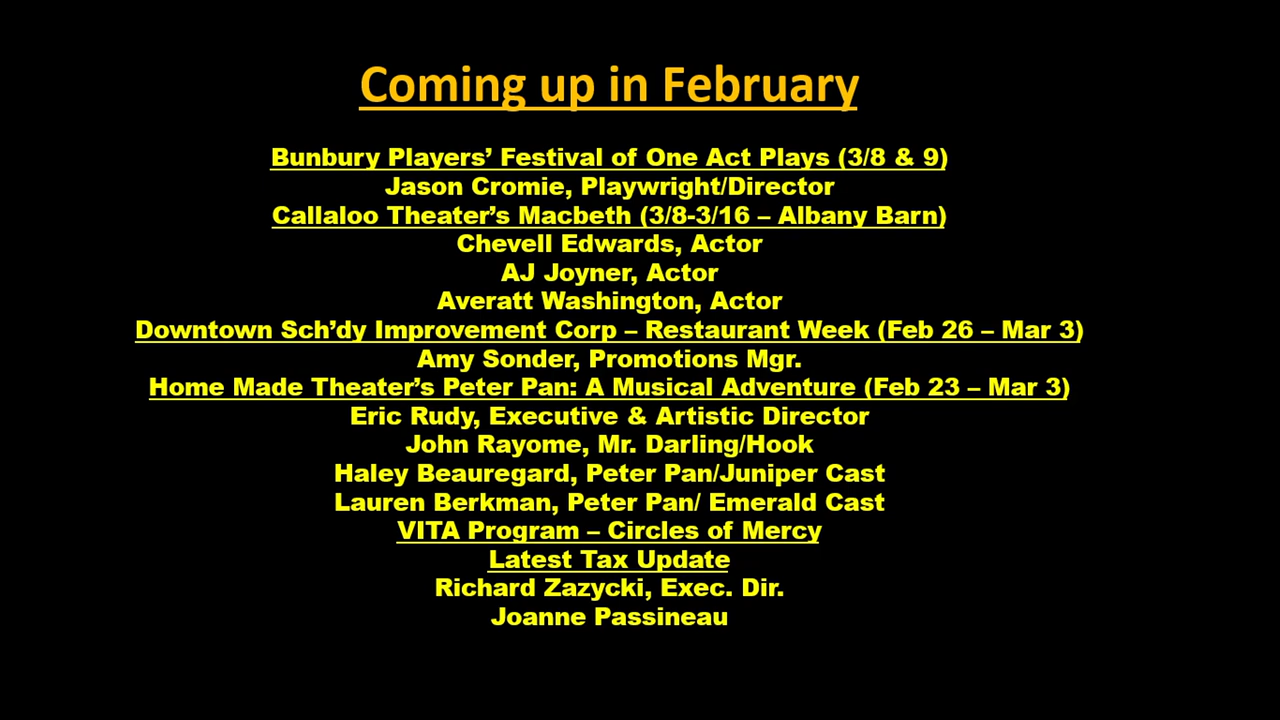 Coming up in February
Bunbury Players’ Festival of One Act Plays (3/8 & 9)
Jason Cromie, Playwright/Director
Callaloo Theater’s Macbeth (3/8-3/16 – Albany Barn)
Chevell Edwards, Actor
AJ Joyner, Actor
Averatt Washington, Actor
Downtown Sch’dy Improvement Corp – Restaurant Week (Feb 26 – Mar 3)
Amy Sonder, Promotions Mgr.
Home Made Theater’s Peter Pan: A Musical Adventure (Feb 23 – Mar 3)
Eric Rudy, Executive & Artistic Director
John Rayome, Mr. Darling/Hook
Haley Beauregard, Peter Pan/Juniper Cast
Lauren Berkman, Peter Pan/ Emerald Cast
VITA Program – Circles of Mercy
Latest Tax Update
Richard Zazycki, Exec. Dir.
Joanne Passineau